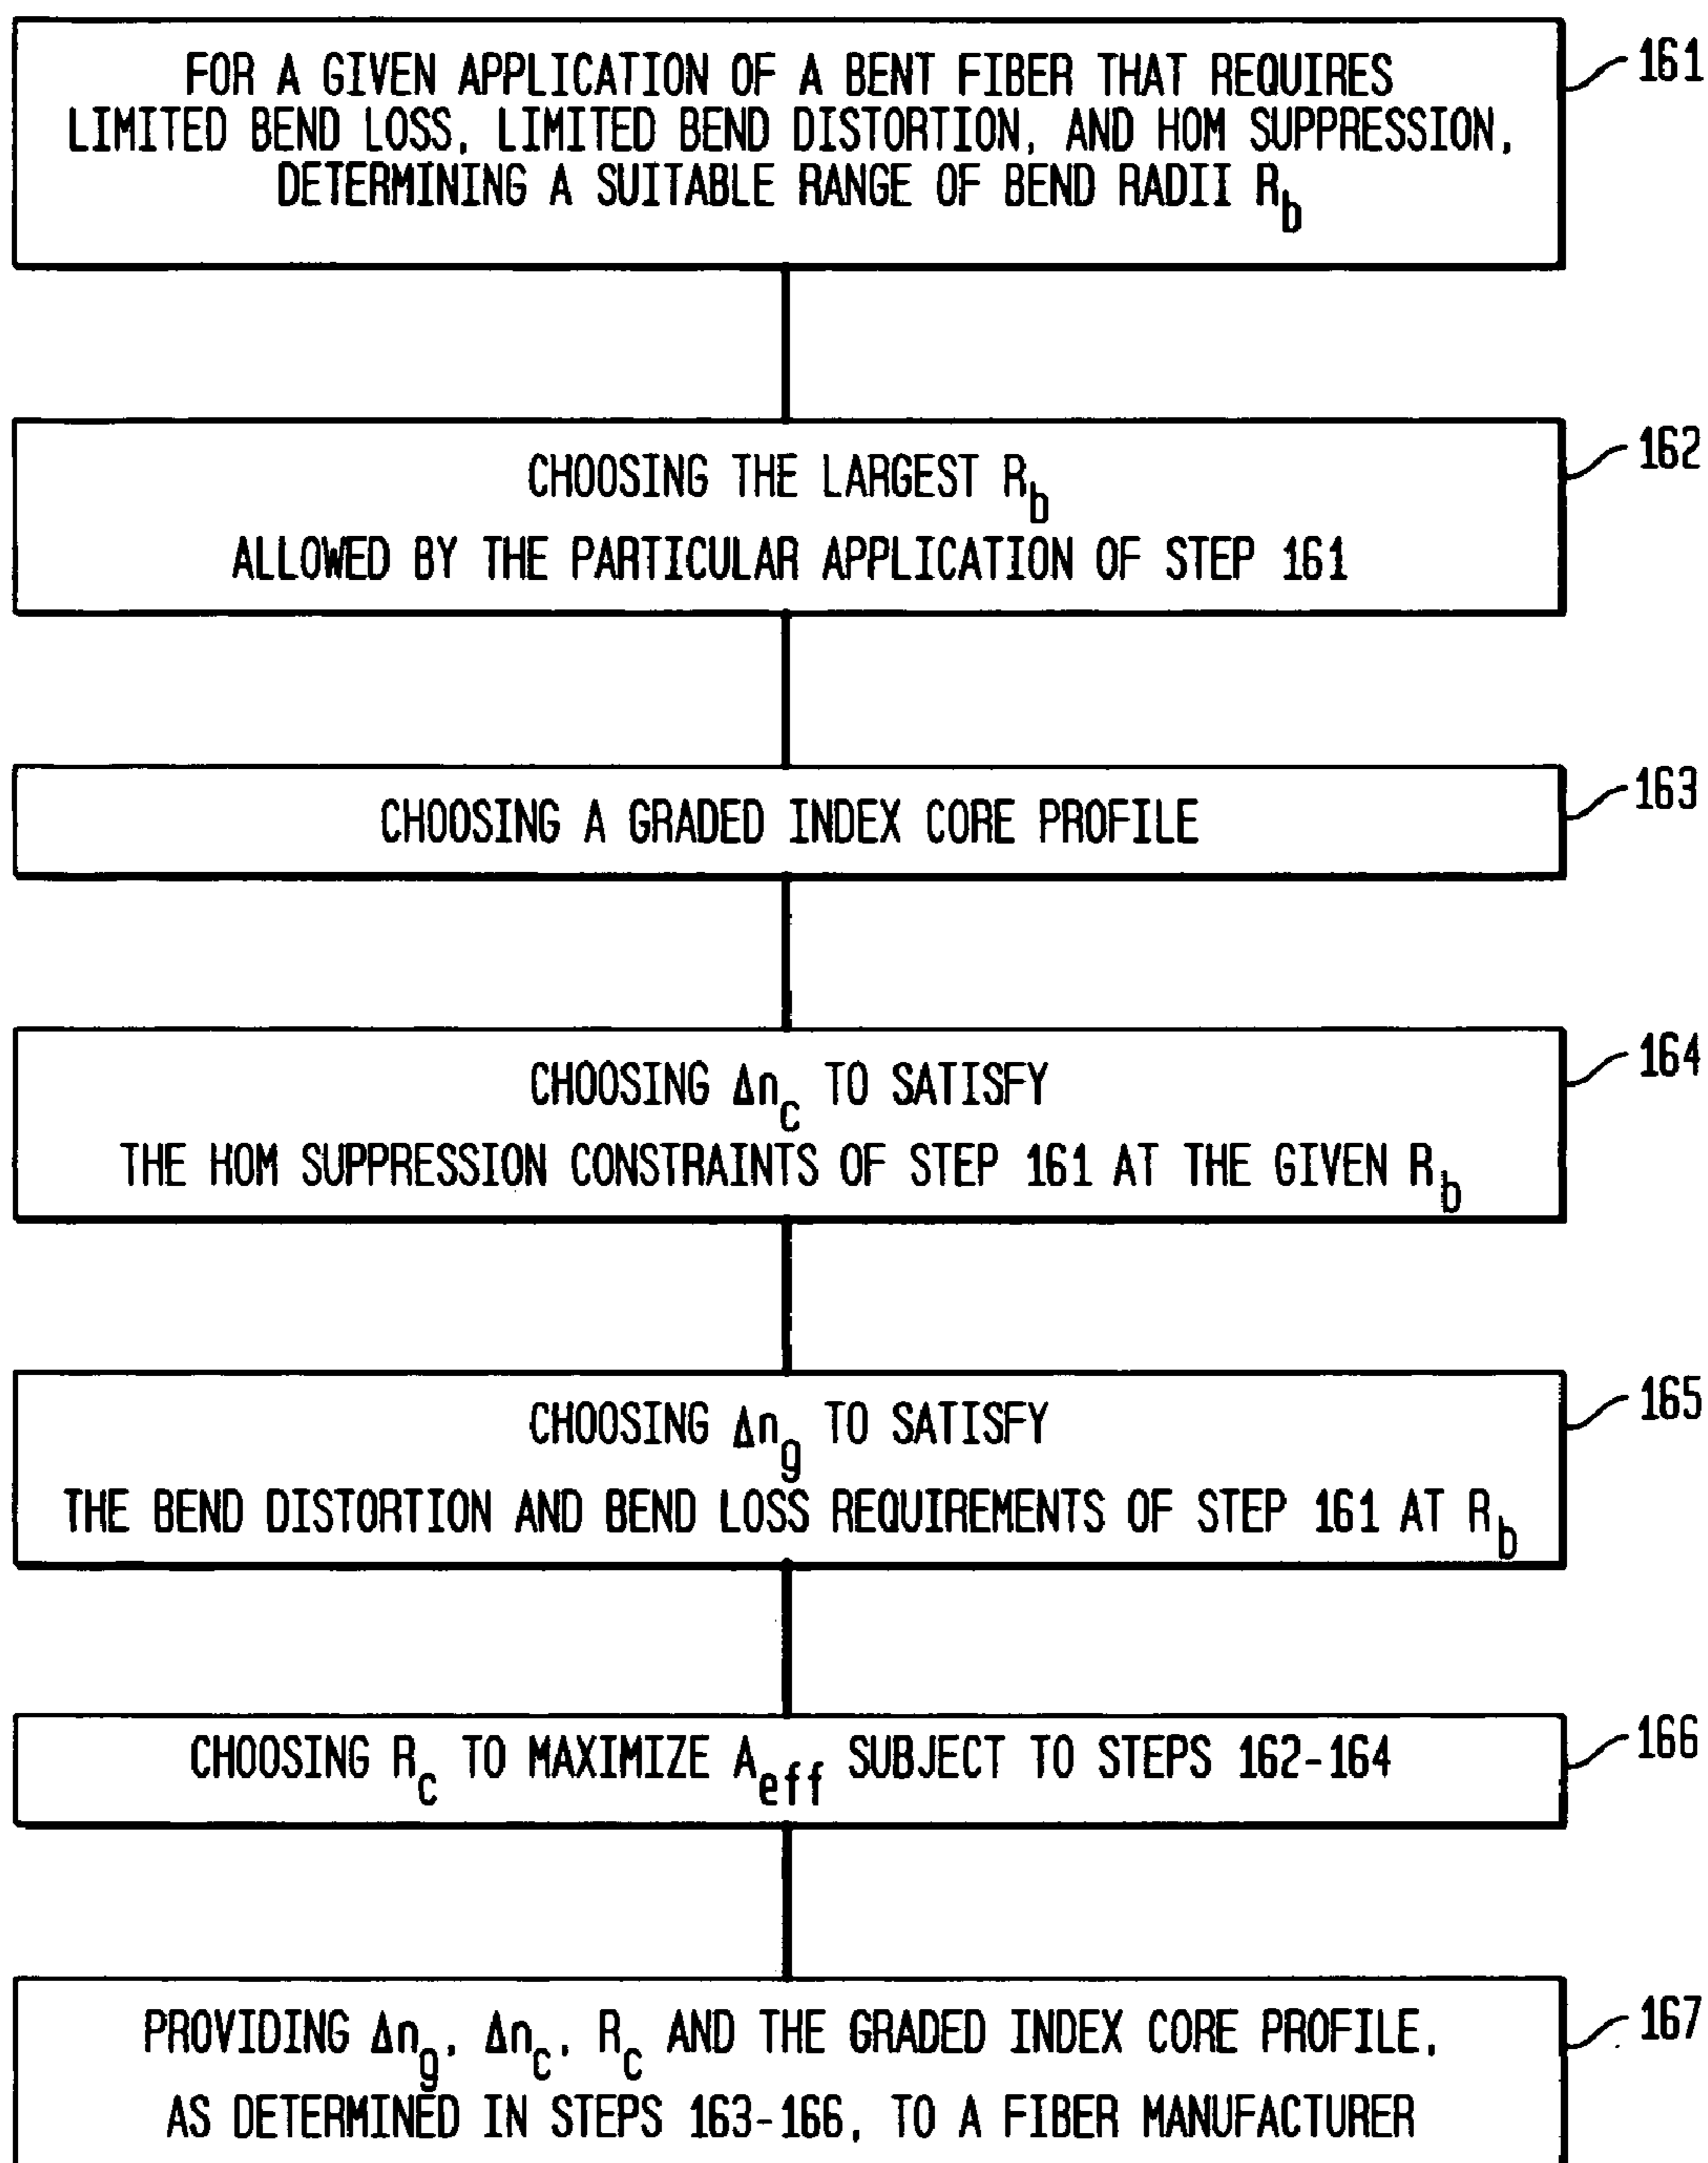 FOR A GIVEN APPLICATION OF A BENT FIBER THAT REQUIRES
LIMITED BEND LOSS, LIMITED BEND DISTORTION, AND HOM SUPPRESSION,
DETERMINING A SUITABLE RANGE OF BEND RADII Rb
161
CHOOSING THE LARGEST Rb
ALLOWED BY THE PARTICULAR APPLICATION OF STEP 161
162
CHOOSING A GRADED INDEX CORE PROFILE
163
CHOOSING Δnc TO SATISFY
THE HOM SUPPRESSION CONSTRAINTS OF STEP 161 AT THE GIVEN Rb
164
CHOOSING Δng TO SATISFY
THE BEND DISTORTION AND BEND LOSS REQUIREMENTS OF STEP 161 AT Rb
165
CHOOSING Rc TO MAXIMIZE Aeff SUBJECT TO STEPS 162-164
166
PROVIDING Δng, Δnc, Rc AND THE GRADED INDEX CORE PROFILE,
AS DETERMINED IN STEPS 163-166, TO A FIBER MANUFACTURER
167